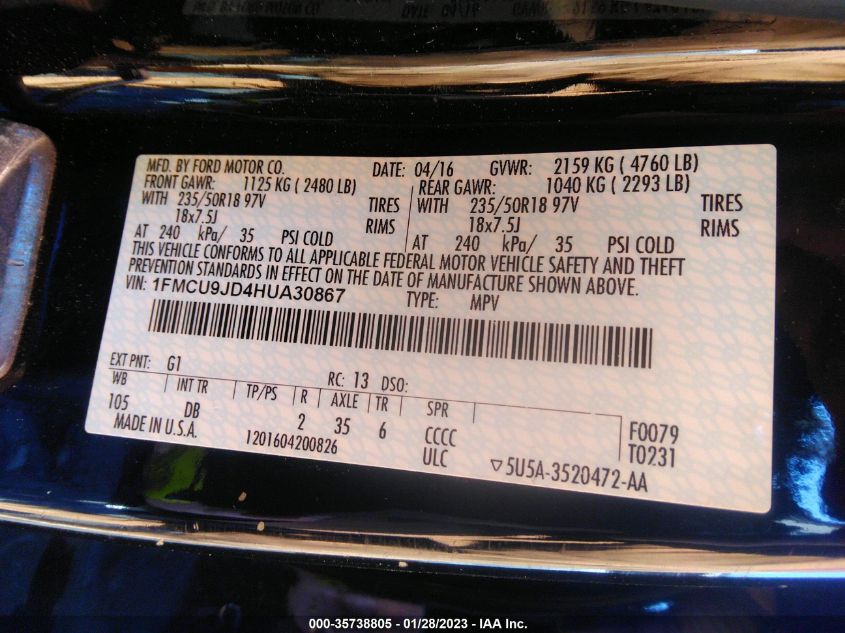 MFD. BY FORD MOTOR CO. DATE: 04/16 GVWR: 2159 KG ( 4760 LB)
FRONT GAWR: 1125 KG ( 2480 LB) REAR GAWR: 1040 KG ( 2293 LB)
WITH 235/50R18 97V TIRES WITH 235/50R18 97V TIRES
18x7.5J RIMS 18x7.5J RIMS
AT 240 kPa/ 35 PSI COLD AT 240 kPa/ 35 PSI COLD
THIS VEHICLE CONFORMS TO ALL APPLICABLE FEDERAL MOTOR VEHICLE SAFETY AND THEFT
PREVENTION STANDARDS IN EFFECT ON THE DATE OF MANUFACTURE SHOWN ABOVE.
VIN: 1FMCU9JD4HUA30867 TYPE: MPV
EXT PNT: G1 RC: 13 DSO:
WB INT TR TP/PS R AXLE TR SPR
105 DB 2 35 6 CCCC F0079
MADE IN U.S.A. 1201604200826 ULC T0231
▽5U5A-3520472-AA
000-35738805 - 01/28/2023 - IAA Inc.